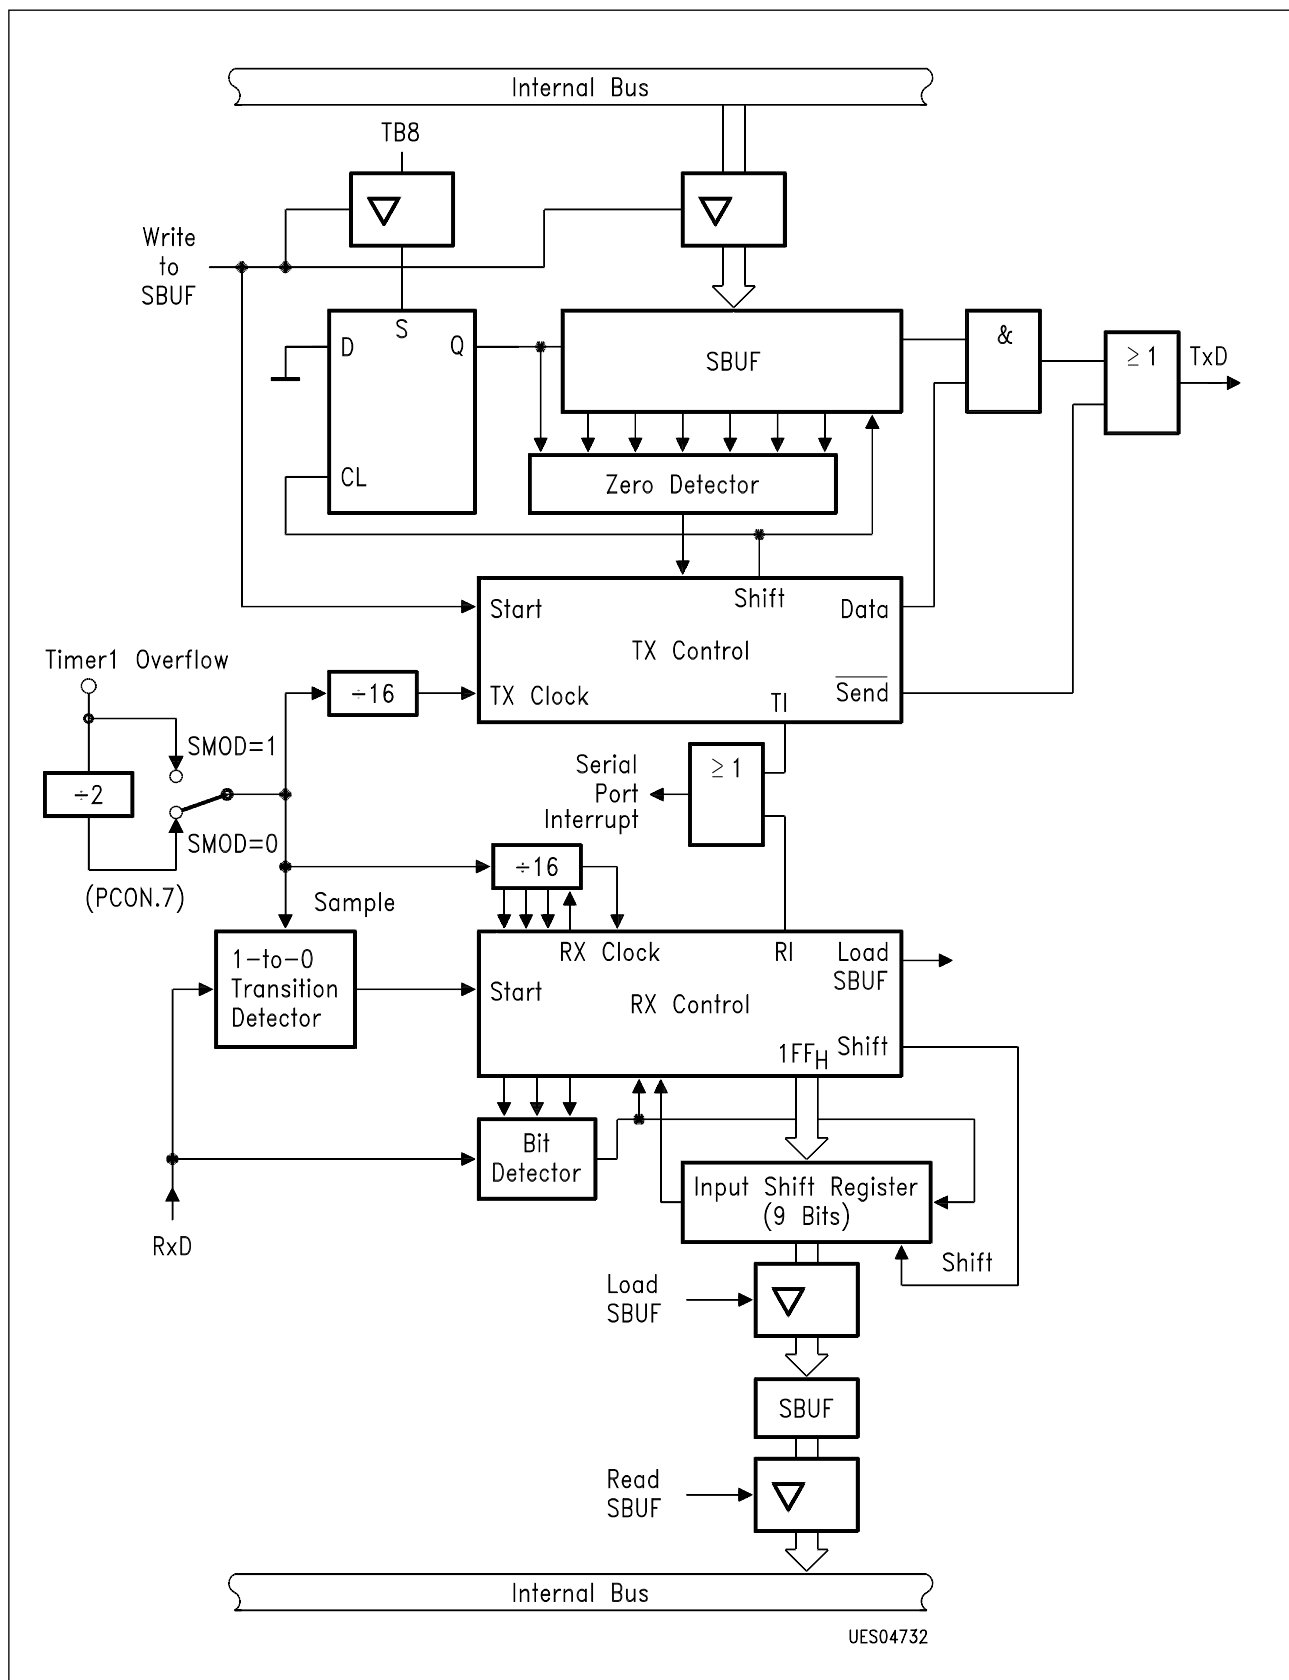 Internal Bus
TB8
Write
to
SBUF
S
D
Q
CL
SBUF
&
≥1
TxD
Zero Detector
Start
Shift
Data
TX Control
TX Clock
TI
Send
Timer1 Overflow
÷16
SMOD=1
÷2
SMOD=0
(PCON.7)
Serial
Port
Interrupt
≥1
÷16
Sample
1-to-0
Transition
Detector
RX Clock
RI
Load
SBUF
Start
RX Control
1FFH
Shift
Bit
Detector
RxD
Input Shift Register
(9 Bits)
Shift
Load
SBUF
SBUF
Read
SBUF
Internal Bus
UES04732